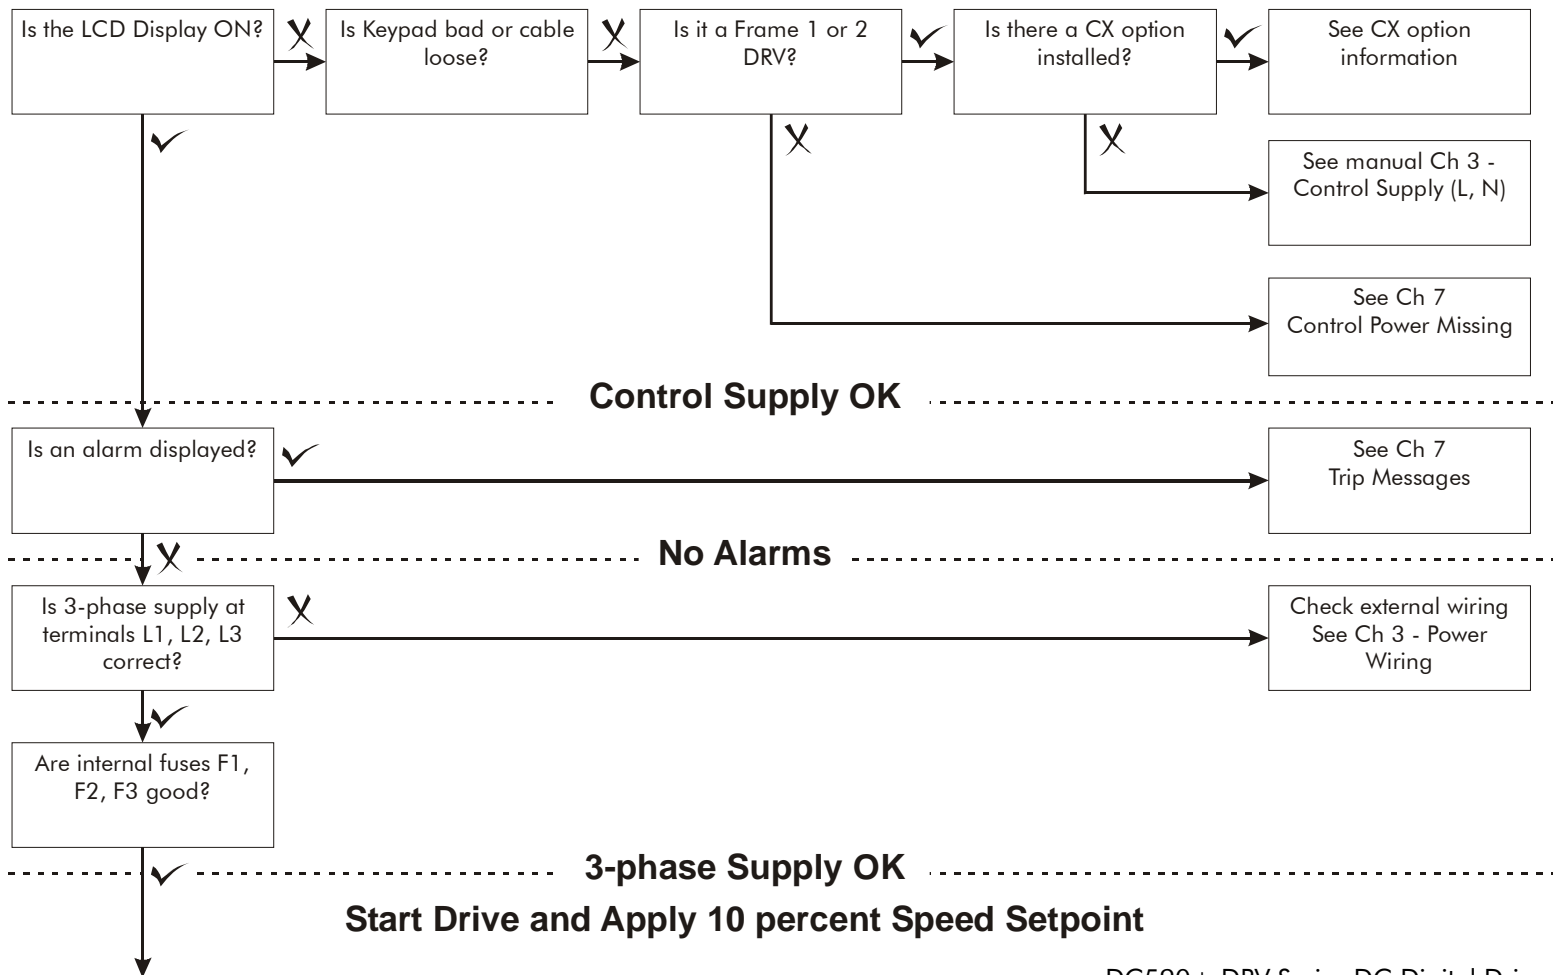 Is the LCD Display ON?
Is Keypad bad or cable
loose?
Is it a Frame 1 or 2
DRV?
Is there a CX option
installed?
See CX option
information
See manual Ch 3 -
Control Supply (L, N)
See Ch 7
Control Power Missing
Control Supply OK
Is an alarm displayed?
See Ch 7
Trip Messages
No Alarms
Is 3-phase supply at
terminals L1, L2, L3
correct?
Check external wiring
See Ch 3 - Power
Wiring
Are internal fuses F1,
F2, F3 good?
3-phase Supply OK
Start Drive and Apply 10 percent Speed Setpoint
DRV Series DC Digital